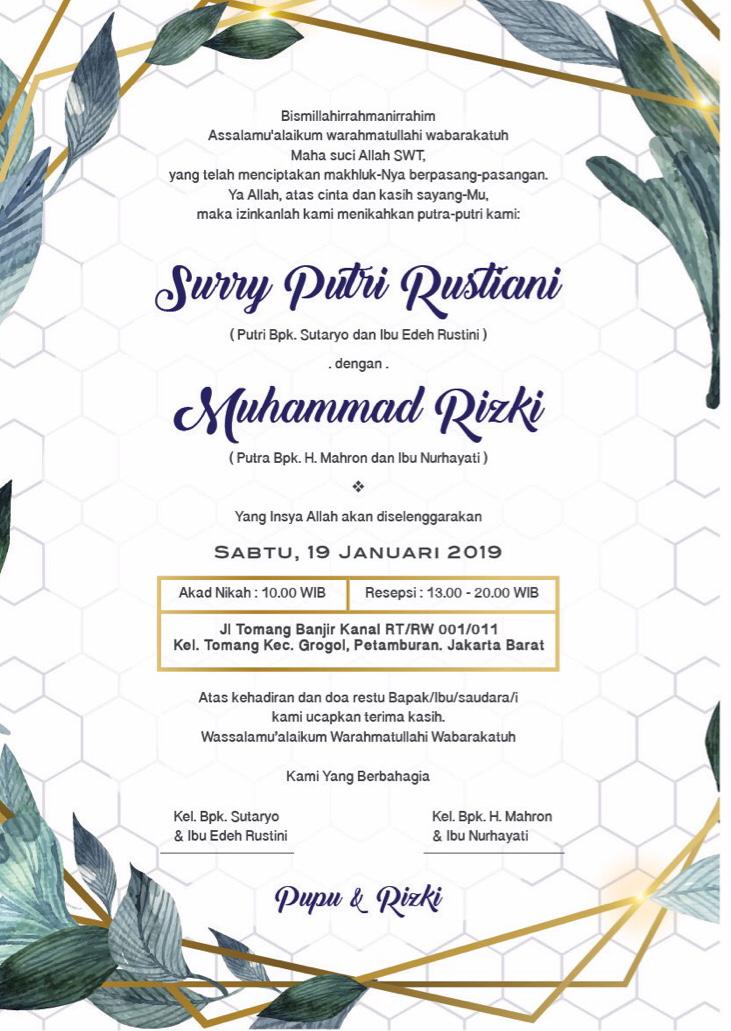 Bismillahirrahmanirrahim
Assalamu'alaikum warahmatullahi wabarakatuh
Maha suci Allah SWT,
yang telah menciptakan makhluk-Nya berpasang-pasangan.
Ya Allah, atas cinta dan kasih sayang-Mu,
maka izinkanlah kami menikahkan putra-putri kami:
Surry Putri Rustiani
( Putri Bpk. Sutaryo dan Ibu Edeh Rustini )
. dengan .
Muhammad Rizki
( Putra Bpk. H. Mahron dan Ibu Nurhayati )
Yang Insya Allah akan diselenggarakan
SABTU, 19 JANUARI 2019
Akad Nikah : 10.00 WIB
Resepsi : 13.00 - 20.00 WIB
Jl Tomang Banjir Kanal RT/RW 001/011
Kel. Tomang Kec. Grogol, Petamburan. Jakarta Barat
Atas kehadiran dan doa restu Bapak/Ibu/saudara/i
kami ucapkan terima kasih.
Wassalamu'alaikum Warahmatullahi Wabarakatuh
Kami Yang Berbahagia
Kel. Bpk. Sutaryo
& Ibu Edeh Rustini
Kel. Bpk. H. Mahron
& Ibu Nurhayati
Pupu & Rizki